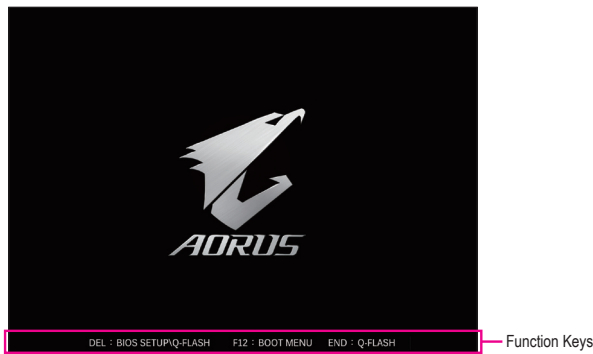 AORUS
DEL : BIOS SETUP\Q-FLASH F12 : BOOT MENU END : Q-FLASH
Function Keys